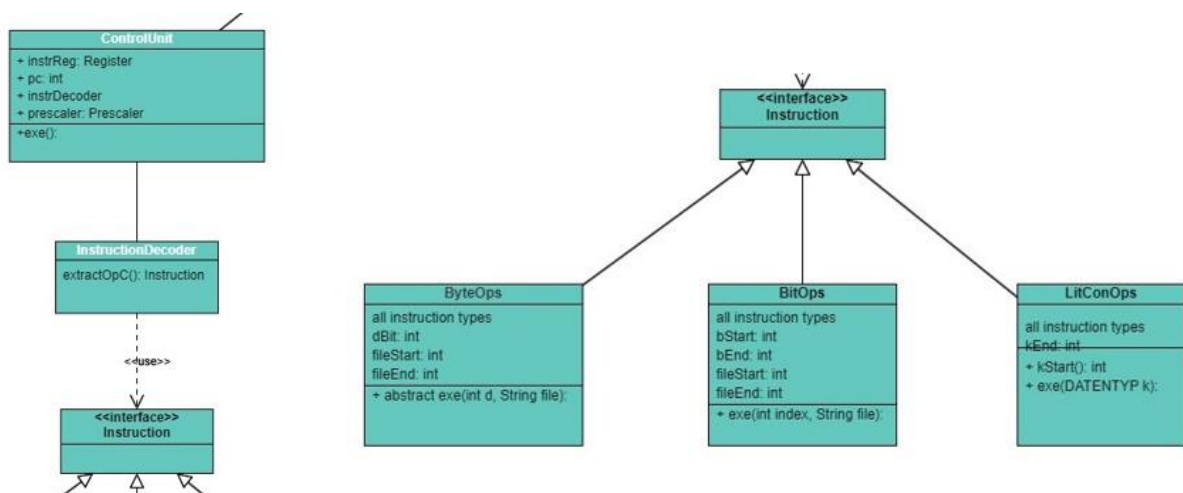 ControlUnit
+ instrReg: Register
+ pc: int
+ instrDecoder
+ prescaler: Prescaler
+exe():
InstructionDecoder
extractOpC(): Instruction
<<use>>
<<interface>>
Instruction
<<interface>>
Instruction
ByteOps
all instruction types
dBit: int
fileStart: int
fileEnd: int
+ abstract exe(int d, String file):
BitOps
all instruction types
bStart: int
bEnd: int
fileStart: int
fileEnd: int
+ exe(int index, String file):
LitConOps
all instruction types
kEnd: int
+ kStart(): int
+ exe(DATENTYP k):